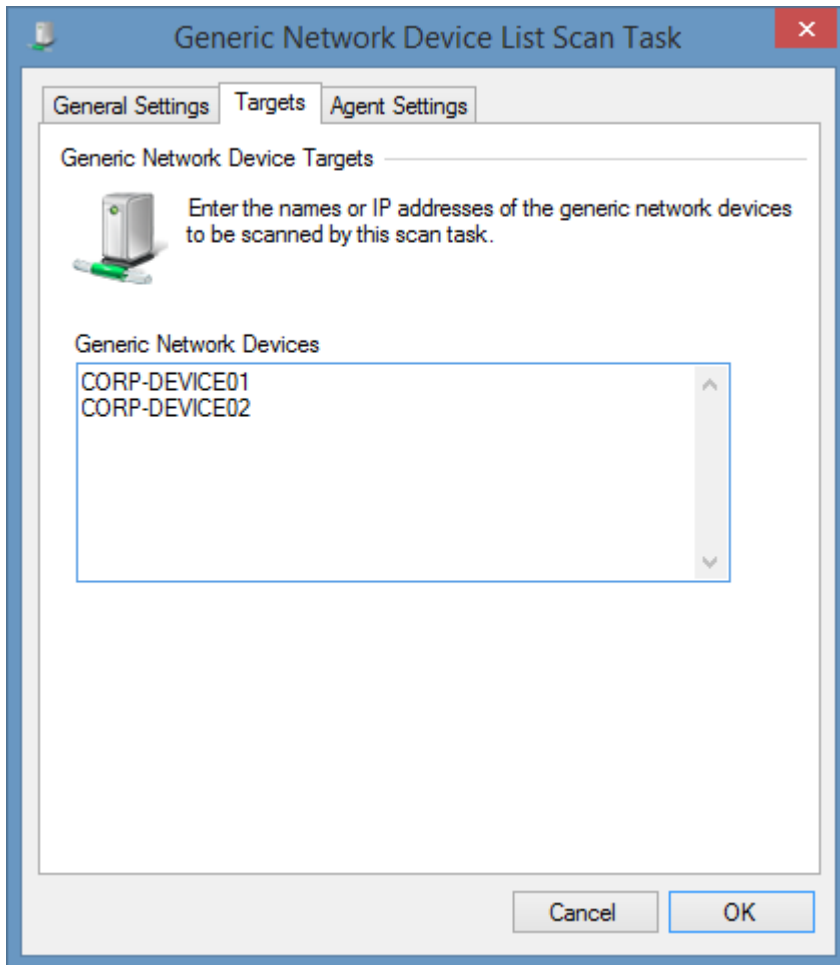 Generic Network Device List Scan Task
General Settings
Targets
Agent Settings
Generic Network Device Targets
Enter the names or IP addresses of the generic network devices
to be scanned by this scan task.
Generic Network Devices
CORP-DEVICE01
CORP-DEVICE02
Cancel
OK